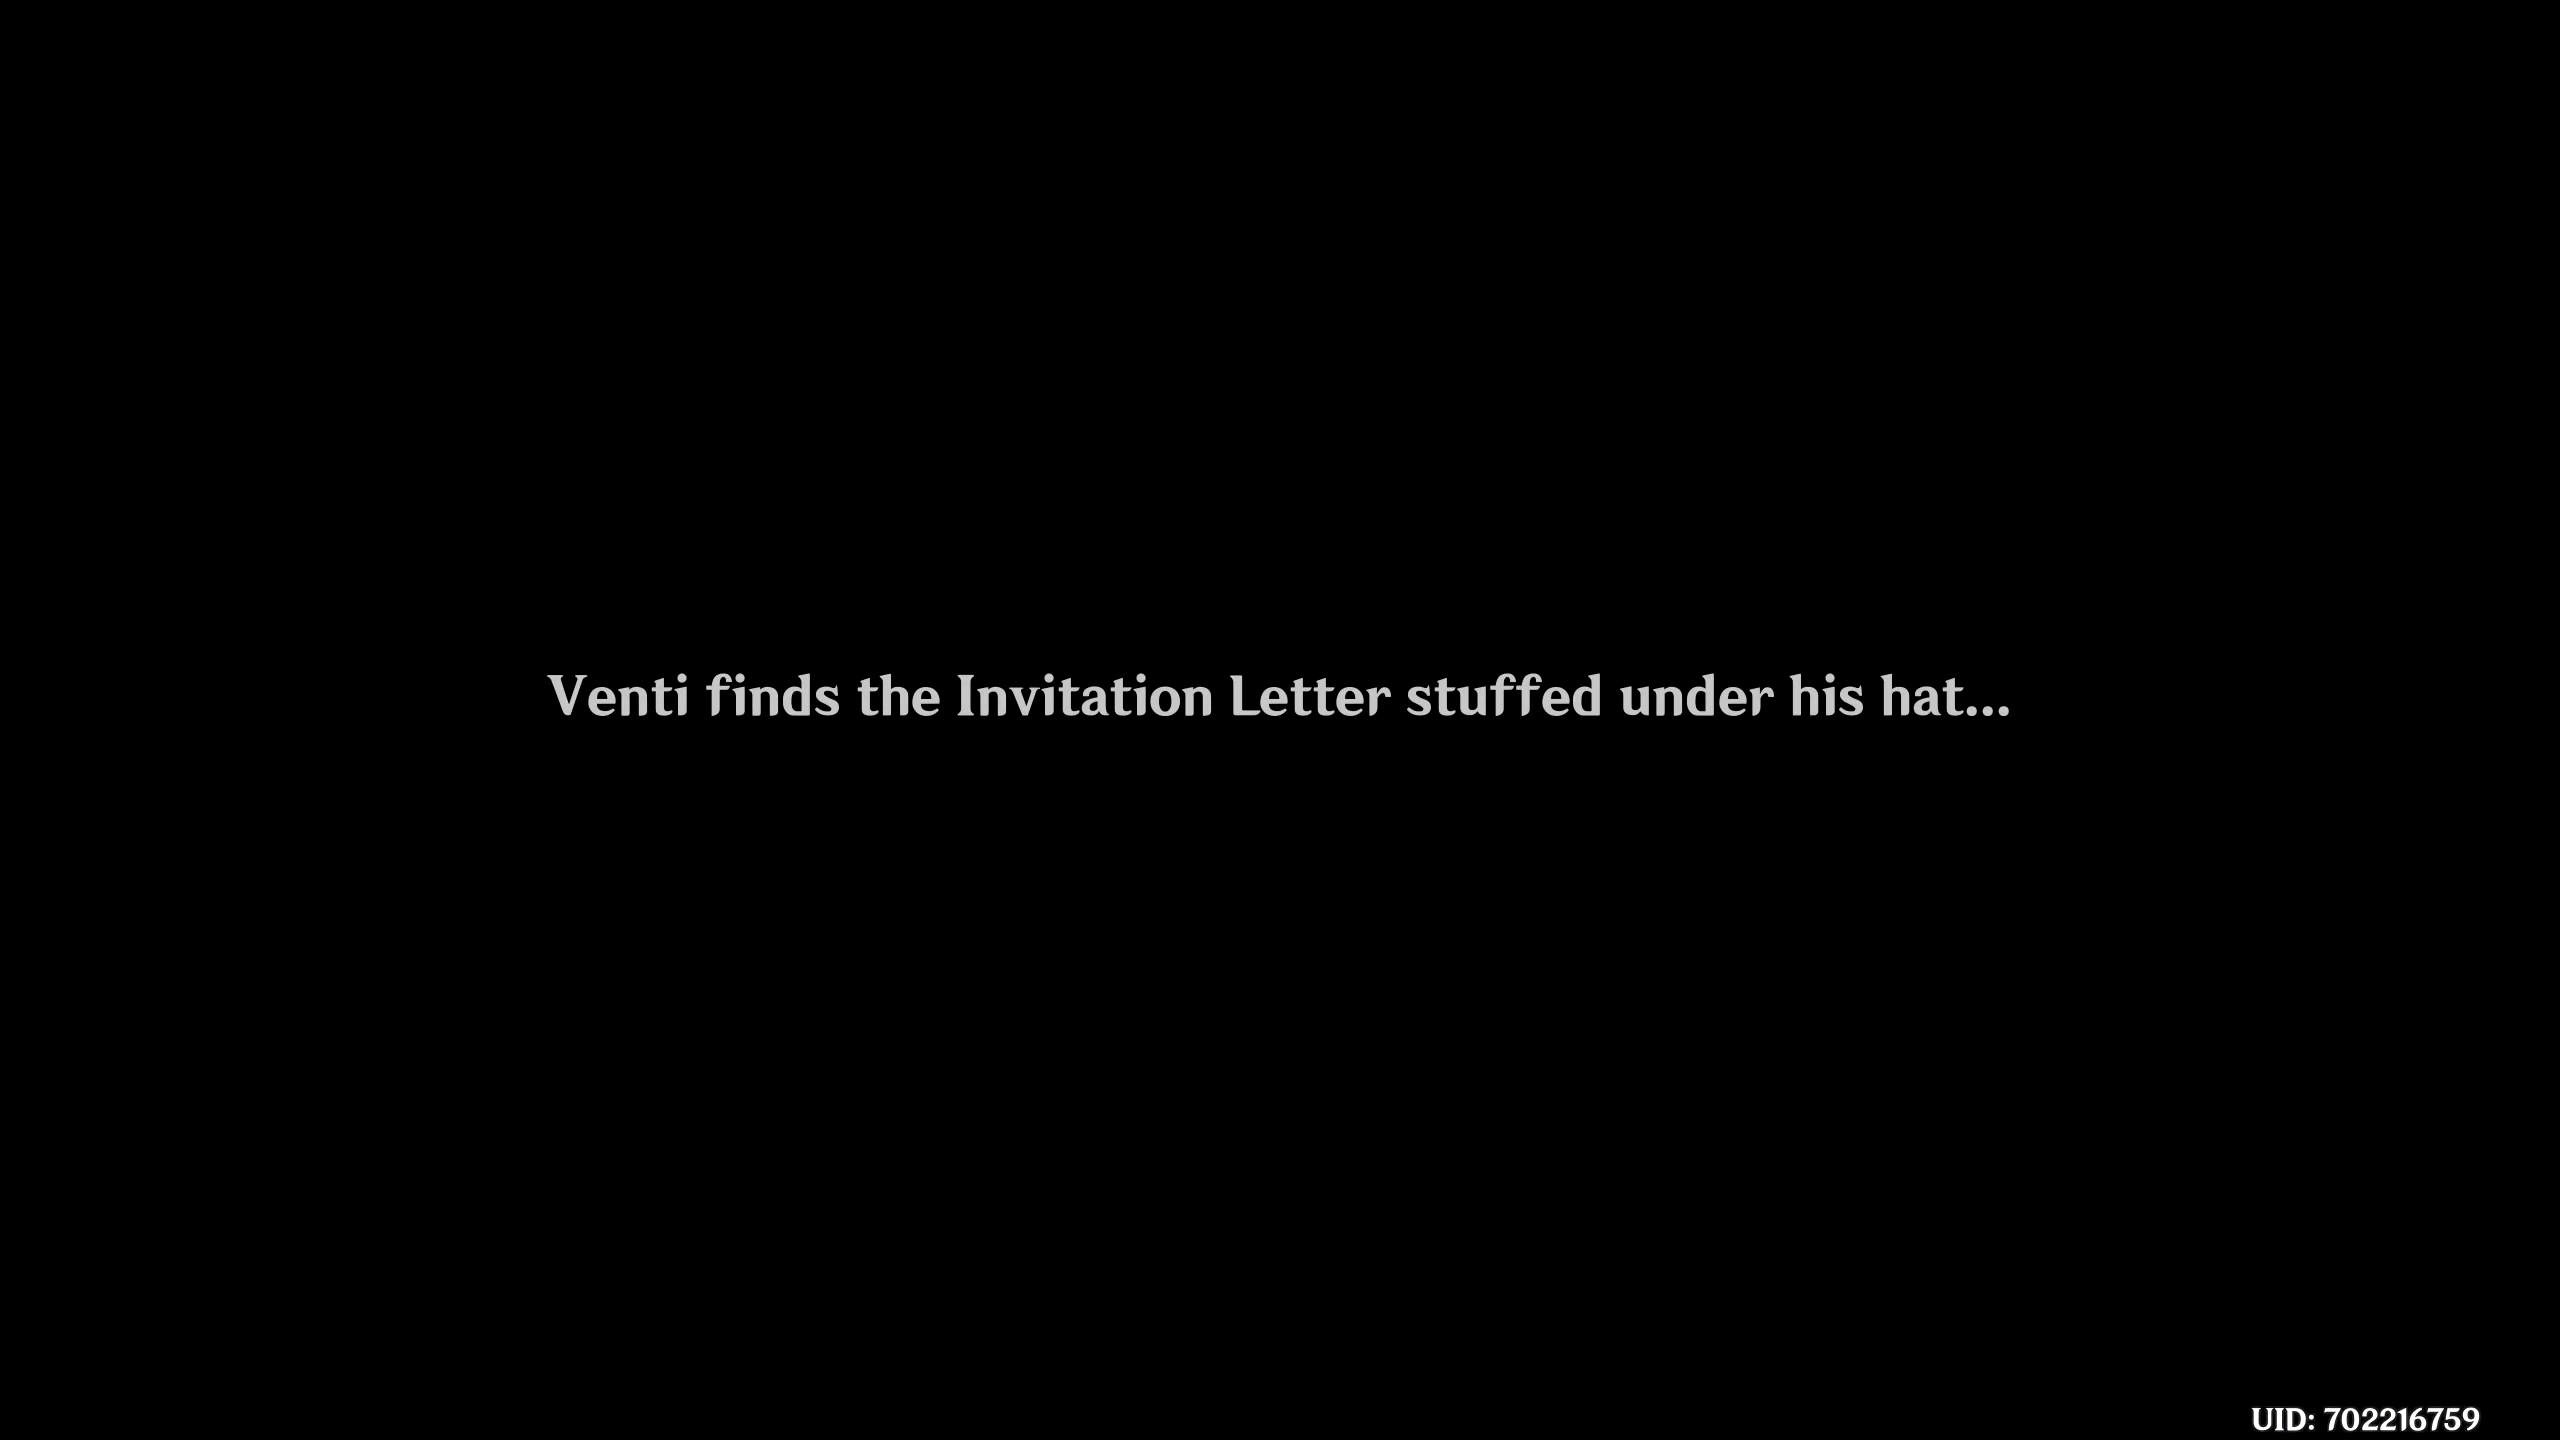 Venti finds the Invitation Letter stuffed under his hat...
UID: 702216759